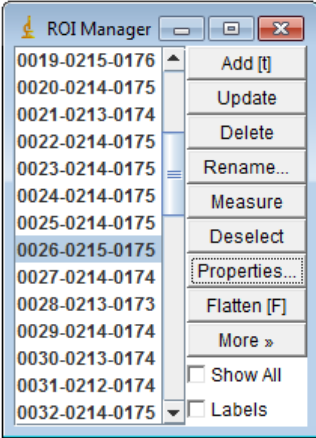 ROI Manager
0019-0215-0176
0020-0214-0175
0021-0213-0174
0022-0214-0175
0023-0214-0175
0024-0214-0175
0025-0214-0175
0026-0215-0175
0027-0214-0174
0028-0213-0173
0029-0214-0174
0030-0213-0174
0031-0212-0174
0032-0214-0175
Add [t]
Update
Delete
Rename...
Measure
Deselect
Properties...
Flatten [F]
More »
Show All
Labels